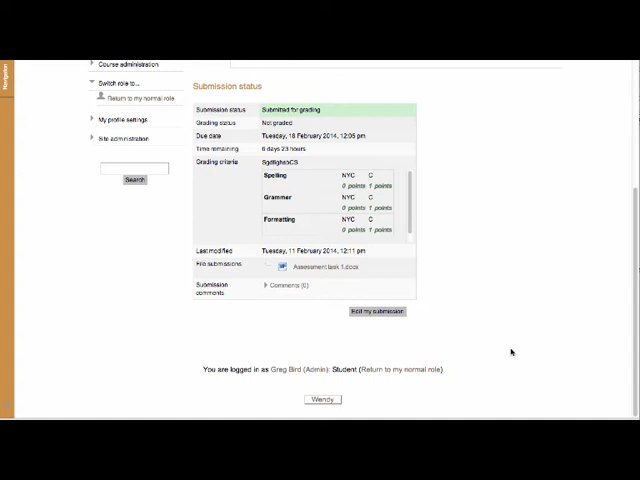 Navigation
Course administration
Switch role to...
Return to my normal role
My profile settings
Site administration
Search
Submission status
Submission status Submitted for grading
Grading status Not graded
Due date Tuesday, 18 February 2014, 12:05 pm
Time remaining 6 days 23 hours
Grading criteria
Spelling NYC C
0 points 1 points
Grammer NYC C
0 points 1 points
Formatting NYC C
0 points 1 points
Last modified Tuesday, 11 February 2014, 12:11 pm
File submissions Assessment task 1.docx
Submission comments Comments (0)
Edit my submission
You are logged in as Greg Bird (Admin): Student (Return to my normal role)
Wendy